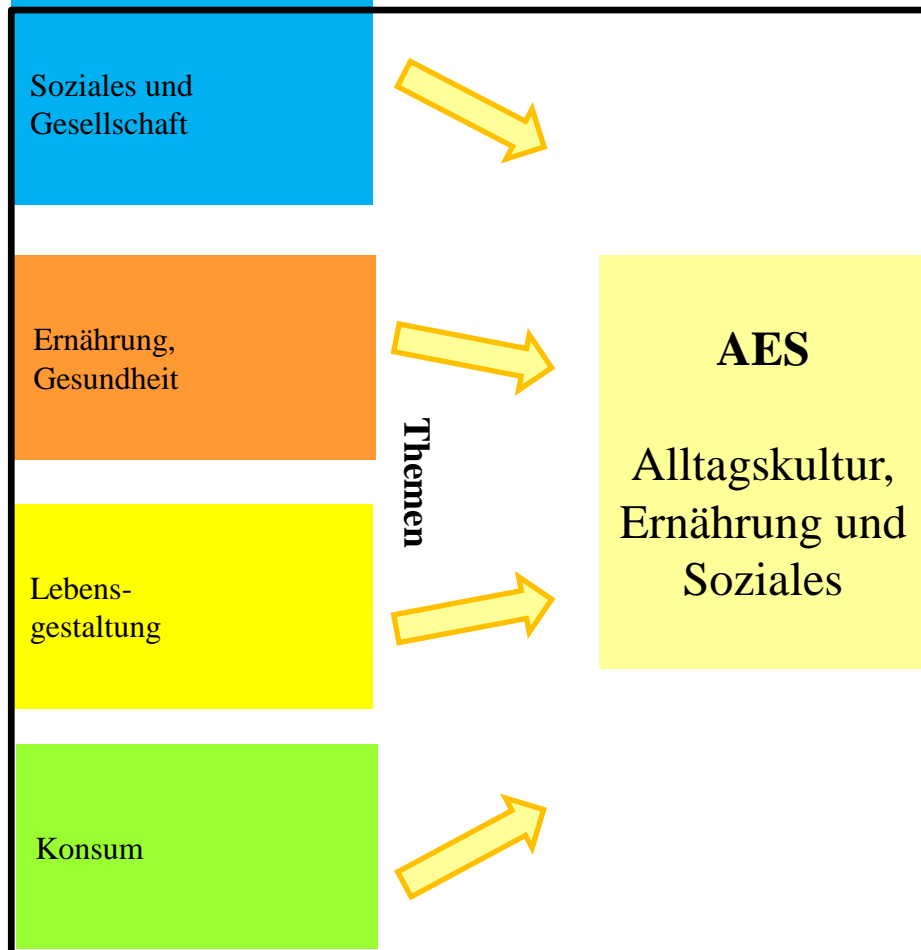 Soziales und
Gesellschaft
Ernährung,
Gesundheit
Lebens-
gestaltung
Konsum
Themen
AES
Alltagskultur,
Ernährung und
Soziales